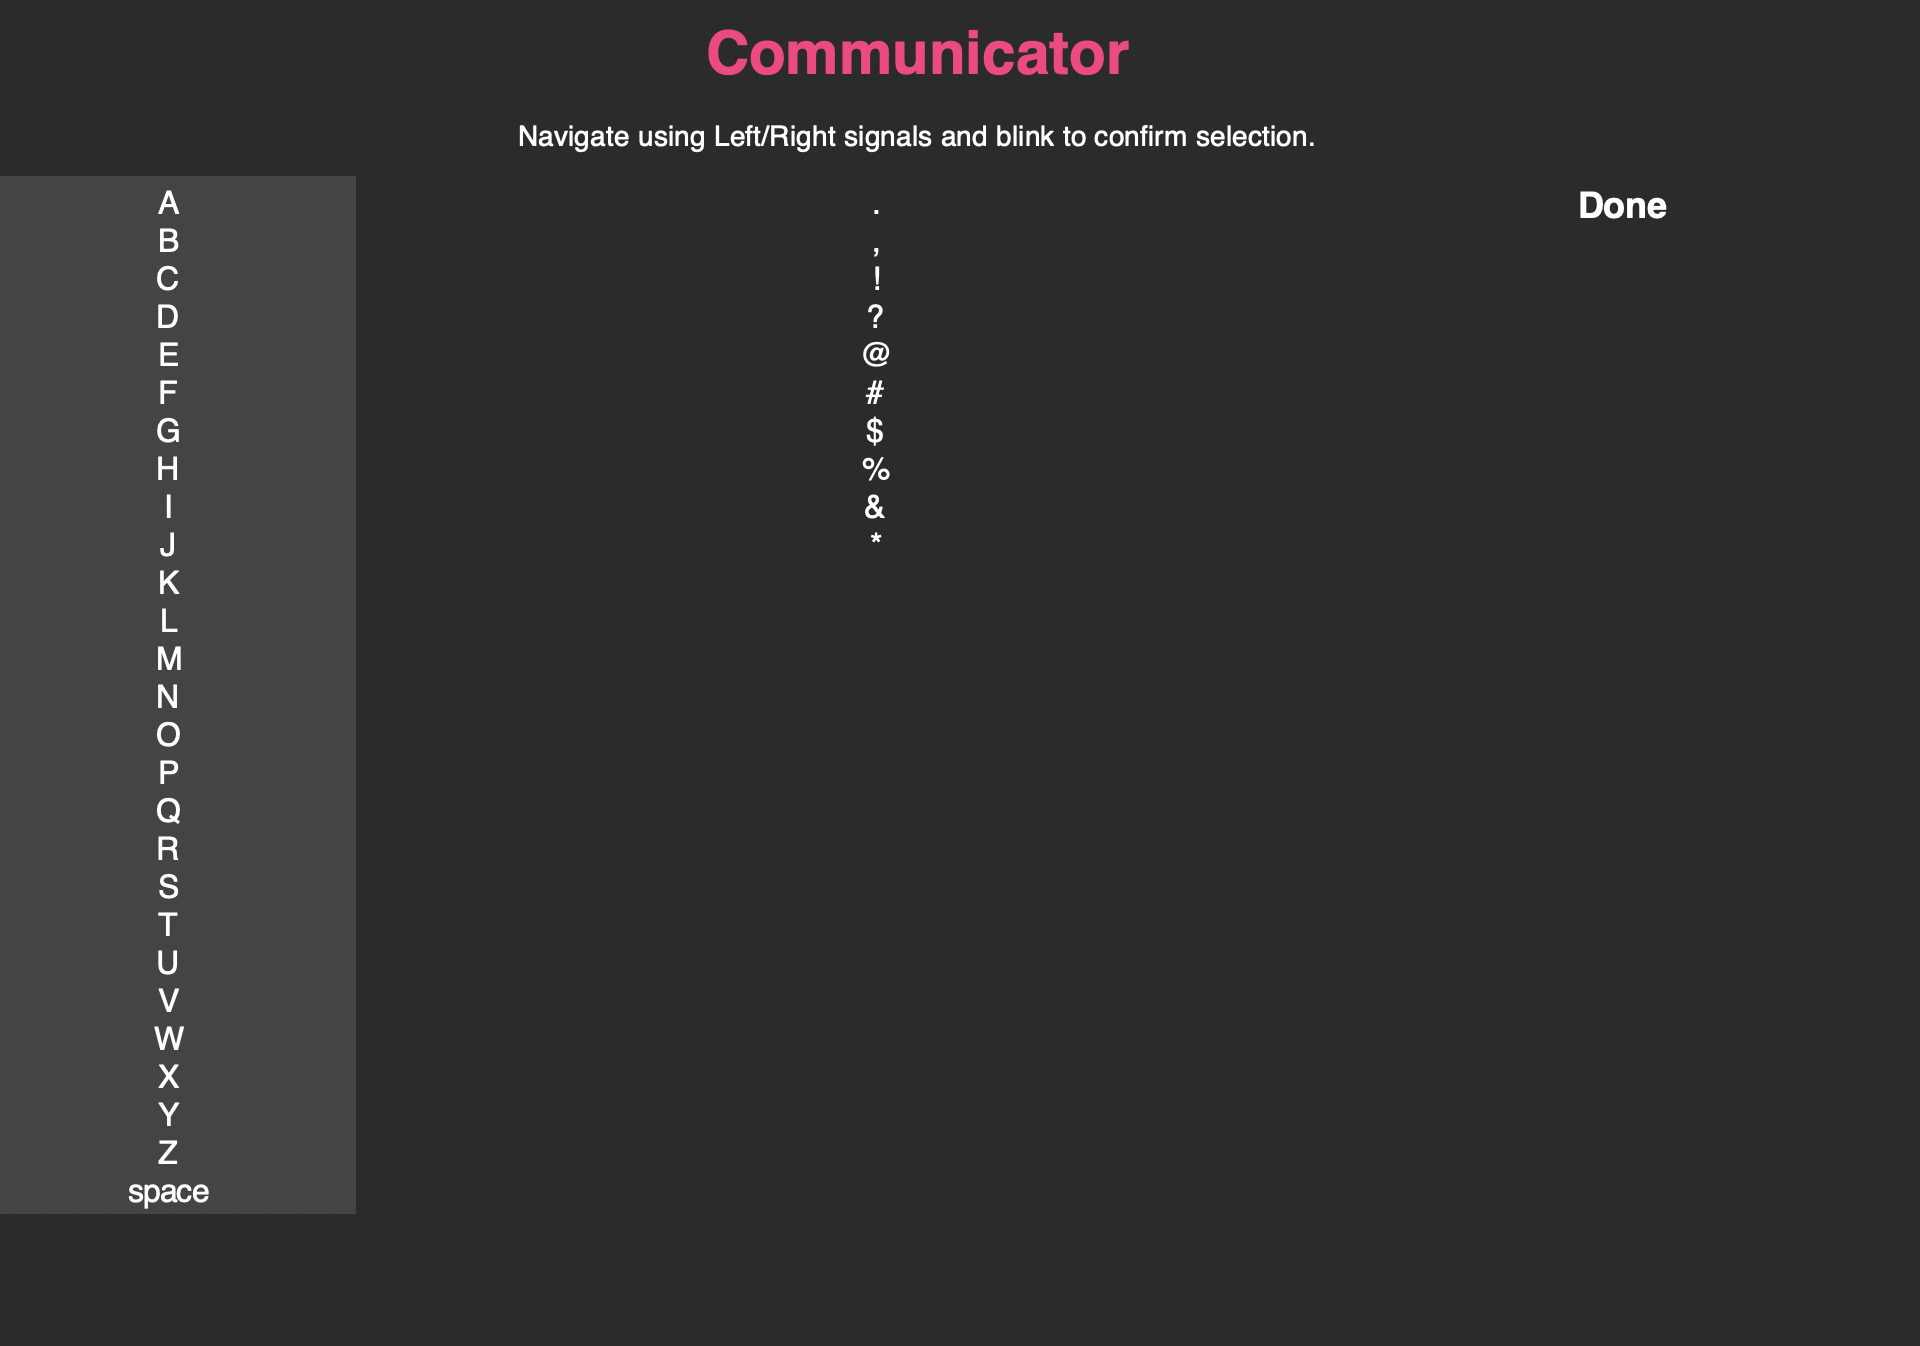 Communicator
Navigate using Left/Right signals and blink to confirm selection.
A
B
C
D
E
F
G
H
I
J
K
L
M
N
O
P
Q
R
S
T
U
V
W
X
Y
Z
space
.
,
!
?
@
#
$
%
&
*
Done